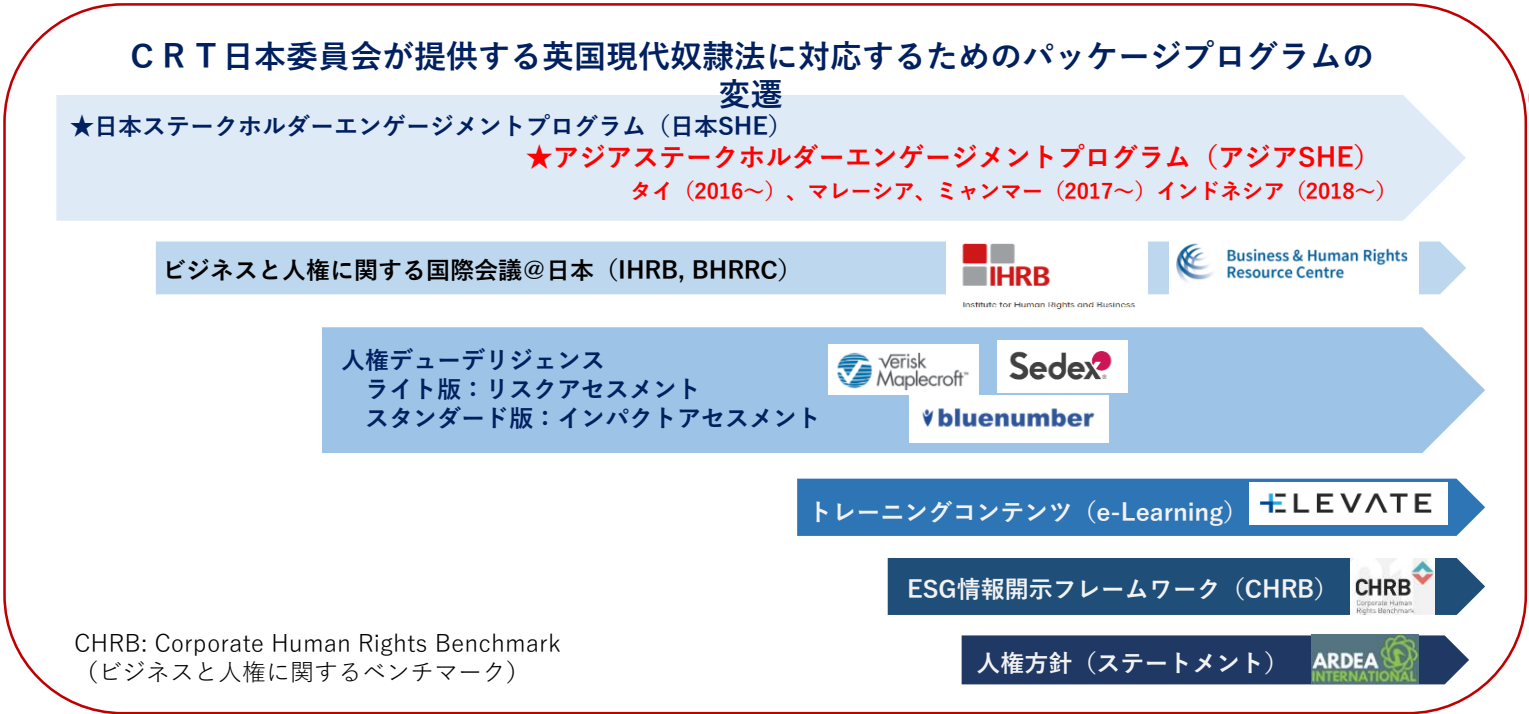 ＣＲＴ日本委員会が提供する英国現代奴隷法に対応するためのパッケージプログラムの
変遷
★日本ステークホルダーエンゲージメントプログラム（日本SHE）
★アジアステークホルダーエンゲージメントプログラム（アジアSHE）
タイ（2016～）、マレーシア、ミャンマー（2017～）インドネシア（2018～）
ビジネスと人権に関する国際会議@日本（IHRB, BHRRC）
IHRB
Institute for Human Rights and Business
Business & Human Rights
Resource Centre
人権デューデリジェンス
ライト版：リスクアセスメント
スタンダード版：インパクトアセスメント
Verisk
Maplecroft™
Sedex
bluenumber
トレーニングコンテンツ（e-Learning）
ELEVATE
ESG情報開示フレームワーク（CHRB）
CHRB
Corporate Human
Rights Benchmark
人権方針（ステートメント）
ARDEA
INTERNATIONAL
CHRB: Corporate Human Rights Benchmark
（ビジネスと人権に関するベンチマーク）